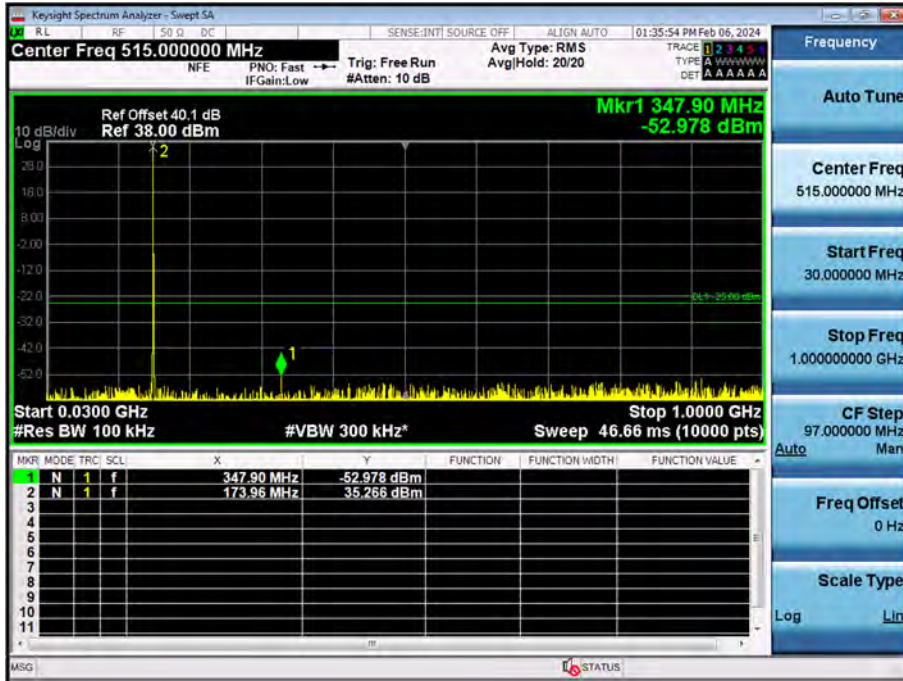 Keysight Spectrum Analyzer - Swept SA
RL RF 50 Ω DC SENSE:INT SOURCE OFF ALIGN AUTO 01:35:54 PM Feb 06, 2024
Center Freq 515.000000 MHz
NFE
PNO: Fast
IFGain:Low
Trig: Free Run
#Atten: 10 dB
Avg Type: RMS
Avg|Hold: 20/20
TRACE 1 2 3 4 5 6
TYPE A WWWWW
DET A A A A A A
Ref Offset 40.1 dB
10 dB/div Ref 38.00 dBm
Log
Mkr1 347.90 MHz
-52.978 dBm
2
28.0
18.0
8.00
-2.00
-12.0
-22.0
DL1 -25.00 dBm
-32.0
-42.0
1
-52.0
Start 0.0300 GHz Stop 1.0000 GHz
#Res BW 100 kHz #VBW 300 kHz* Sweep 46.66 ms (10000 pts)
MKR MODE TRC SCL X Y FUNCTION FUNCTION WIDTH FUNCTION VALUE
1 N 1 f 347.90 MHz -52.978 dBm
2 N 1 f 173.96 MHz 35.266 dBm
3
4
5
6
7
8
9
10
11
MSG STATUS
Frequency
Auto Tune
Center Freq
515.000000 MHz
Start Freq
30.000000 MHz
Stop Freq
1.000000000 GHz
CF Step
97.000000 MHz
Auto Man
Freq Offset
0 Hz
Scale Type
Log Lin